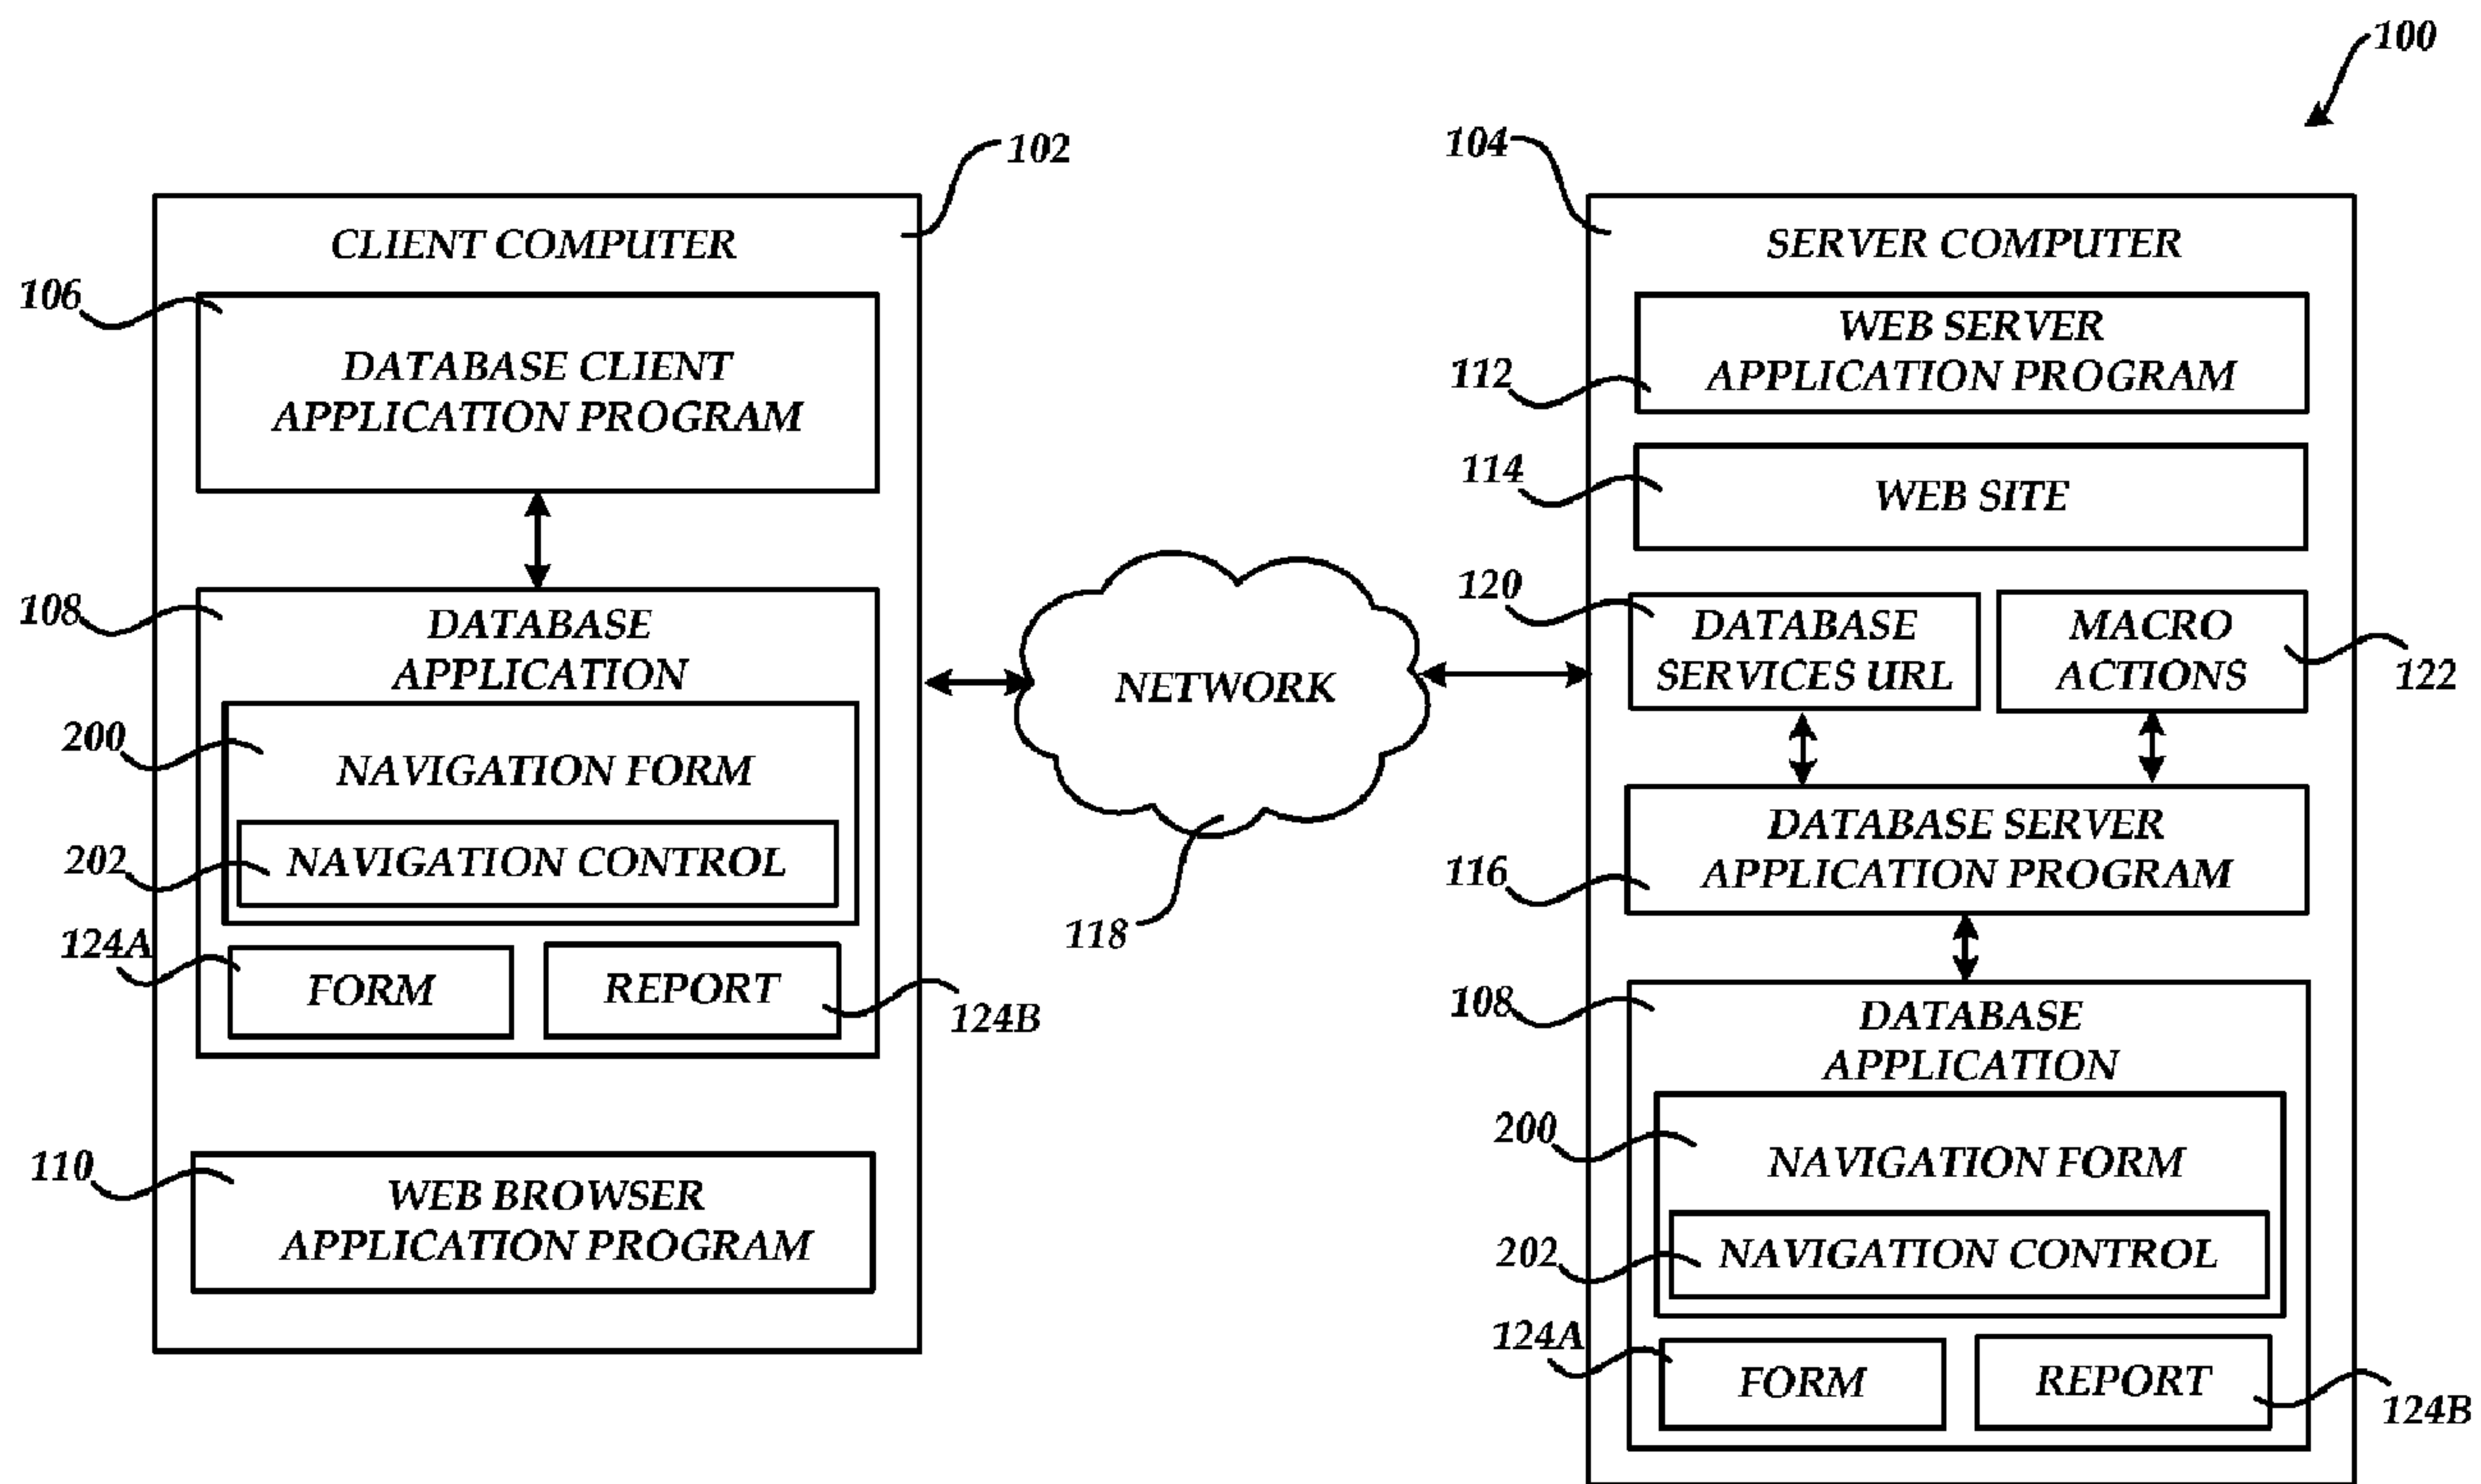 100
102
CLIENT COMPUTER
106
DATABASE CLIENT
APPLICATION PROGRAM
108
DATABASE
APPLICATION
200
NAVIGATION FORM
202
NAVIGATION CONTROL
124A
FORM
REPORT
124B
110
WEB BROWSER
APPLICATION PROGRAM
NETWORK
118
104
SERVER COMPUTER
WEB SERVER
APPLICATION PROGRAM
112
114
WEB SITE
120
DATABASE
SERVICES URL
MACRO
ACTIONS
122
DATABASE SERVER
APPLICATION PROGRAM
116
108
DATABASE
APPLICATION
200
NAVIGATION FORM
202
NAVIGATION CONTROL
124A
FORM
REPORT
124B